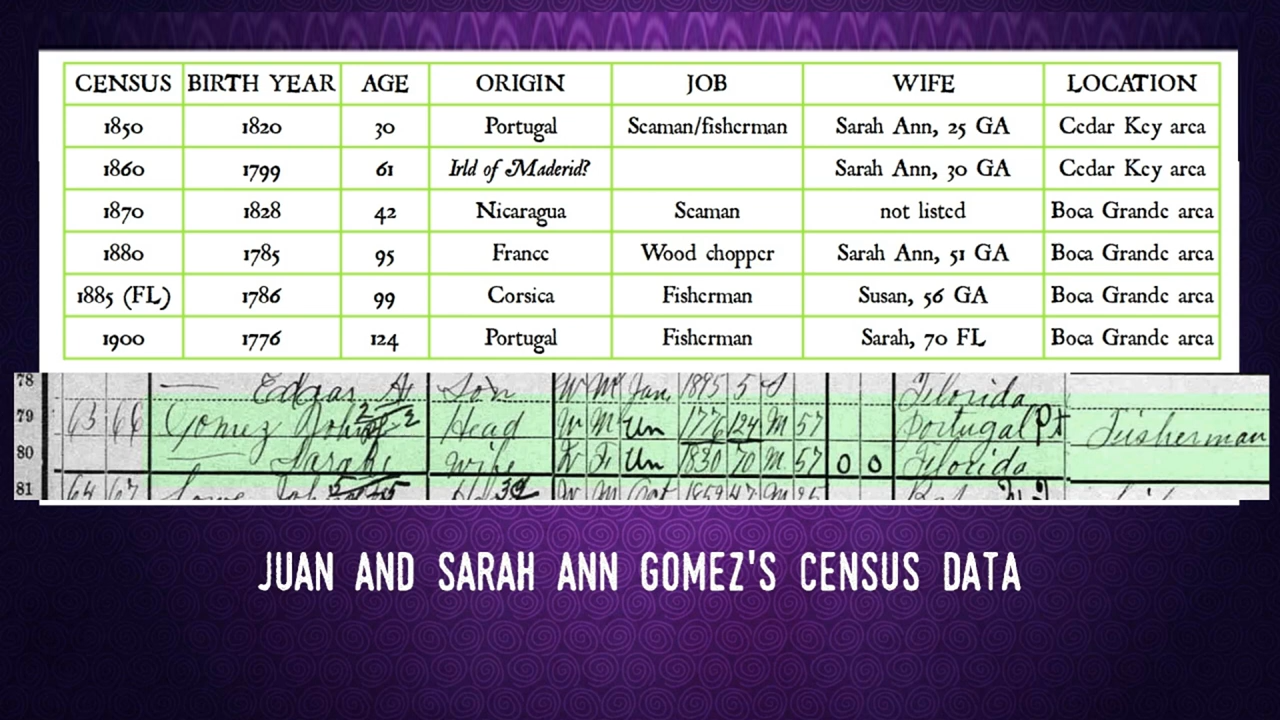 CENSUS BIRTH YEAR AGE ORIGIN JOB WIFE LOCATION
1850 1820 30 Portugal Seaman/fisherman Sarah Ann, 25 GA Cedar Key area
1860 1799 61 Irld of Maderid? Sarah Ann, 30 GA Cedar Key area
1870 1828 42 Nicaragua Seaman not listed Boca Grande area
1880 1785 95 France Wood chopper Sarah Ann, 51 GA Boca Grande area
1885 (FL) 1786 99 Corsica Fisherman Susan, 56 GA Boca Grande area
1900 1776 124 Portugal Fisherman Sarah, 70 FL Boca Grande area
78 Edgar A. Son W M Jan 1895 5 S Florida
79 63 66 Gomez John Head W M Un 1776 124 M 57 Portugal Fisherman
80 Sarah Wife W F Un 1830 70 M 57 0 0 Florida
81 64 67 Oct
JUAN AND SARAH ANN GOMEZ'S CENSUS DATA